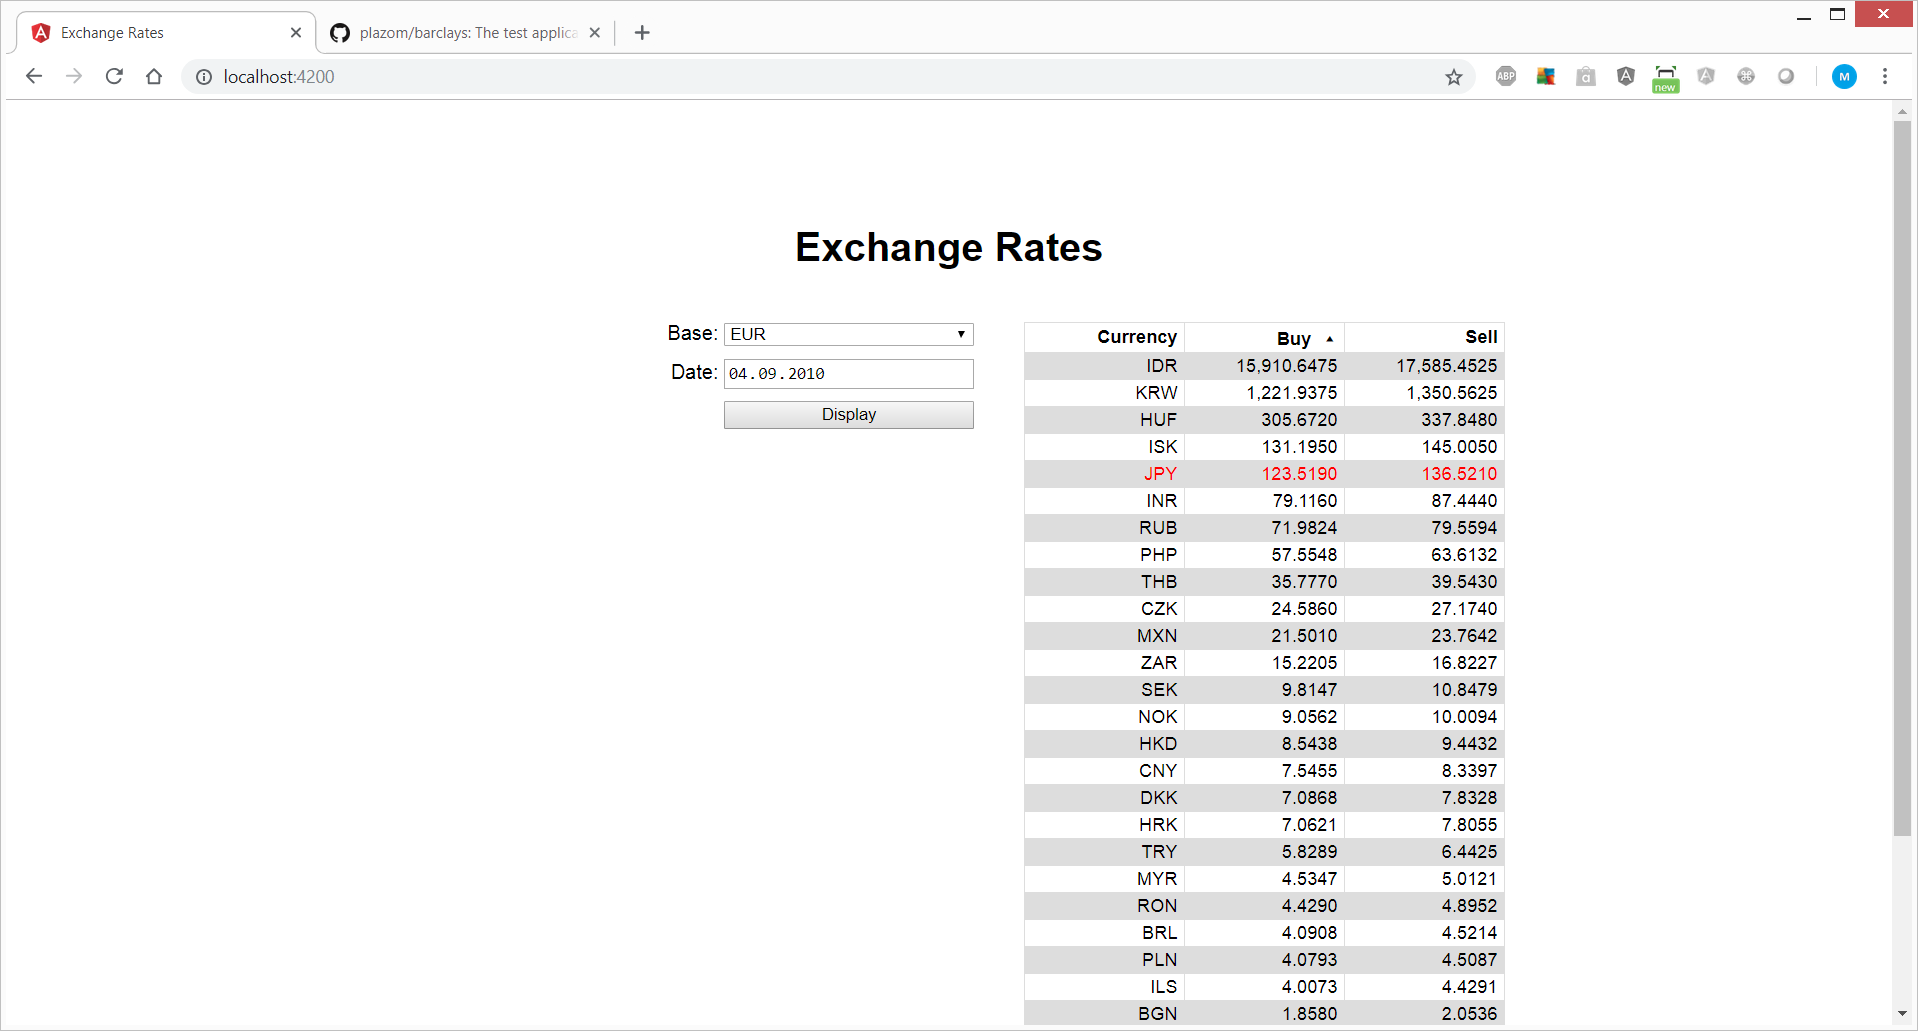 Exchange Rates
plazom/barclays: The test applica
localhost:4200
ABP
a
A
new
A
M
Exchange Rates
Base: EUR
Date: 04.09.2010
Display
Currency Buy Sell
IDR 15,910.6475 17,585.4525
KRW 1,221.9375 1,350.5625
HUF 305.6720 337.8480
ISK 131.1950 145.0050
JPY 123.5190 136.5210
INR 79.1160 87.4440
RUB 71.9824 79.5594
PHP 57.5548 63.6132
THB 35.7770 39.5430
CZK 24.5860 27.1740
MXN 21.5010 23.7642
ZAR 15.2205 16.8227
SEK 9.8147 10.8479
NOK 9.0562 10.0094
HKD 8.5438 9.4432
CNY 7.5455 8.3397
DKK 7.0868 7.8328
HRK 7.0621 7.8055
TRY 5.8289 6.4425
MYR 4.5347 5.0121
RON 4.4290 4.8952
BRL 4.0908 4.5214
PLN 4.0793 4.5087
ILS 4.0073 4.4291
BGN 1.8580 2.0536